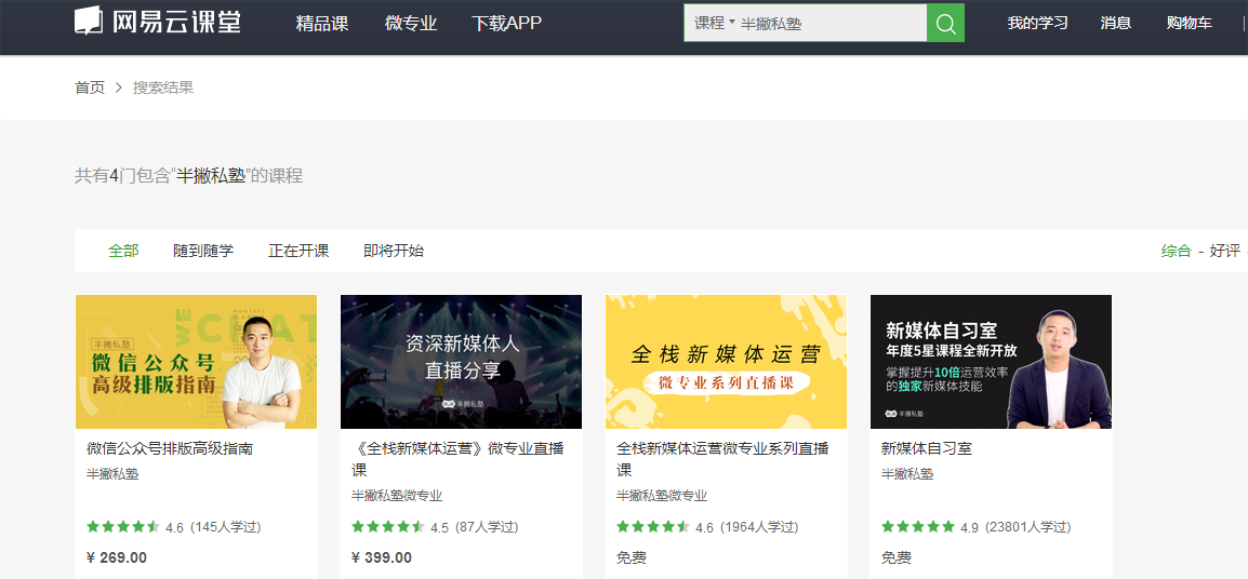 网易云课堂 精品课 微专业 下载APP 课程 半撇私塾 我的学习 消息 购物车
首页 > 搜索结果
共有4门包含“半撇私塾”的课程
全部 随到随学 正在开课 即将开始 综合 - 好评
WECHAT
半撇私塾
微信公众号
高级排版指南
资深新媒体人
直播分享
半撇私塾
全栈新媒体运营
微专业系列直播课
新媒体自习室
年度5星课程全新开放
掌握提升10倍运营效率
的独家新媒体技能
半撇私塾
微信公众号排版高级指南
半撇私塾
4.6 (145人学过)
¥ 269.00
《全栈新媒体运营》微专业直播
课
半撇私塾微专业
4.5 (87人学过)
¥ 399.00
全栈新媒体运营微专业系列直播
课
半撇私塾微专业
4.6 (1964人学过)
免费
新媒体自习室
半撇私塾
4.9 (23801人学过)
免费